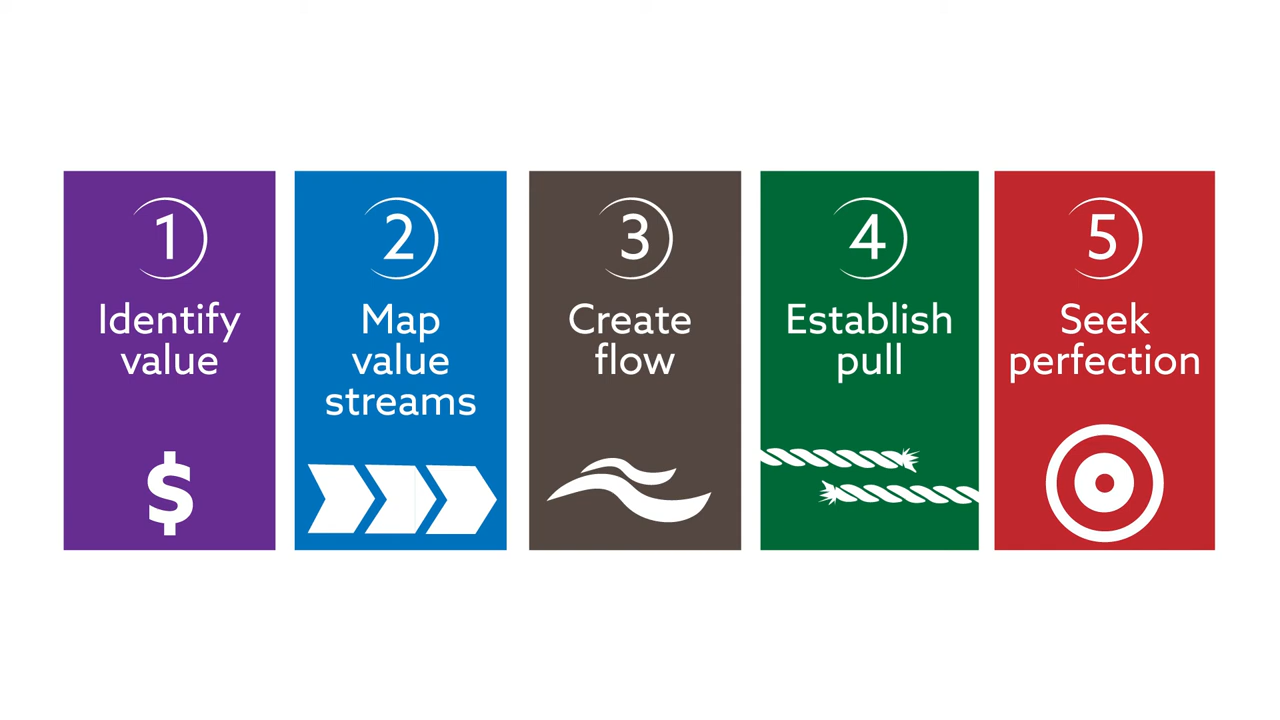 1
Identify
value
$
2
Map
value
streams
3
Create
flow
4
Establish
pull
5
Seek
perfection